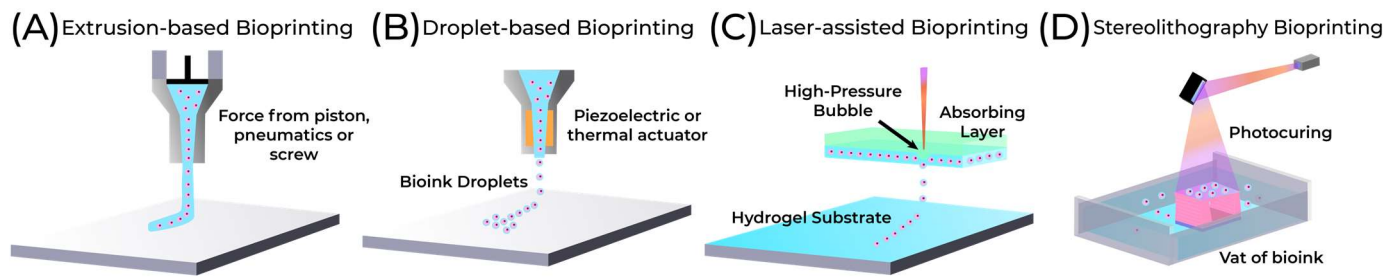 (A) Extrusion-based Bioprinting
Force from piston,
pneumatics or
screw
(B) Droplet-based Bioprinting
Piezoelectric or
thermal actuator
Bioink Droplets
(C) Laser-assisted Bioprinting
High-Pressure
Bubble
Absorbing
Layer
Hydrogel Substrate
(D) Stereolithography Bioprinting
Photocuring
Vat of bioink